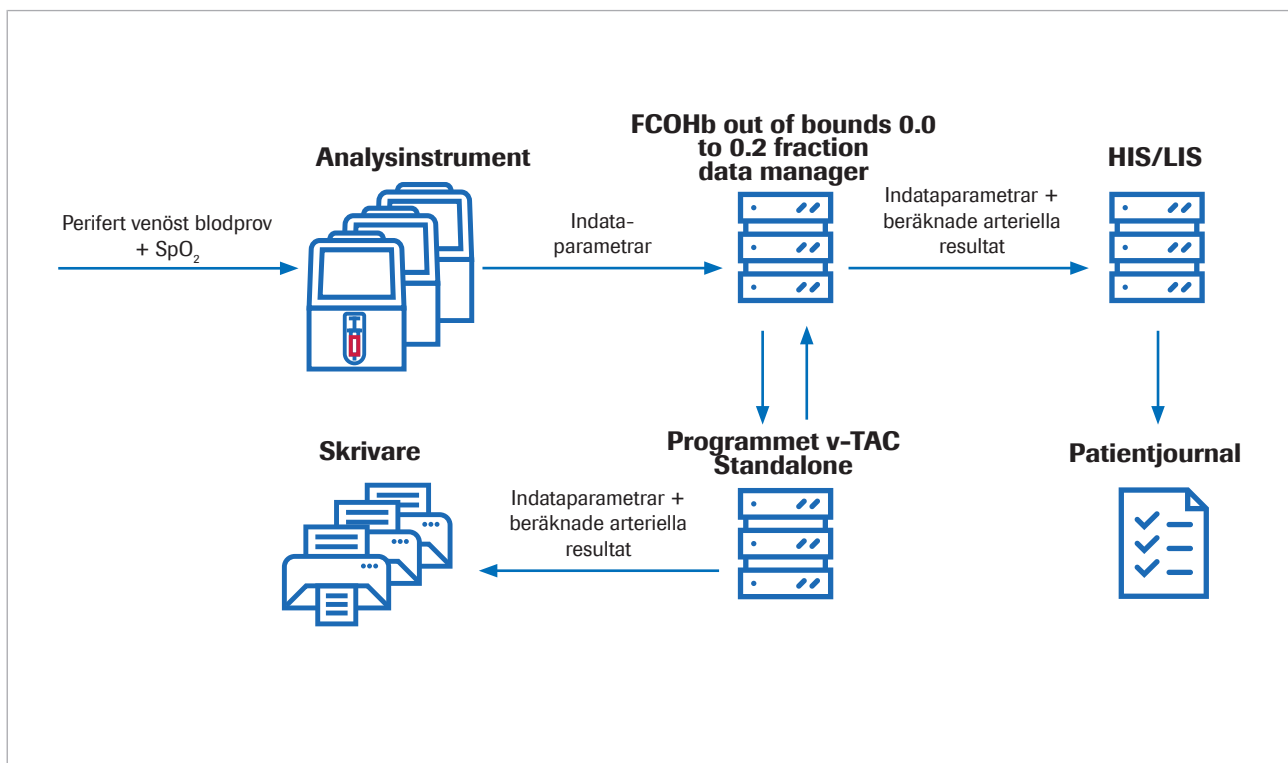 FCOHb out of bounds 0.0
to 0.2 fraction
data manager
Analysinstrument
HIS/LIS
Perifert venöst blodprov
+ SpO₂
Indata-
parametrar
Indataparametrar +
beräknade arteriella
resultat
Skrivare
Programmet v-TAC
Standalone
Patientjournal
Indataparametrar +
beräknade arteriella
resultat